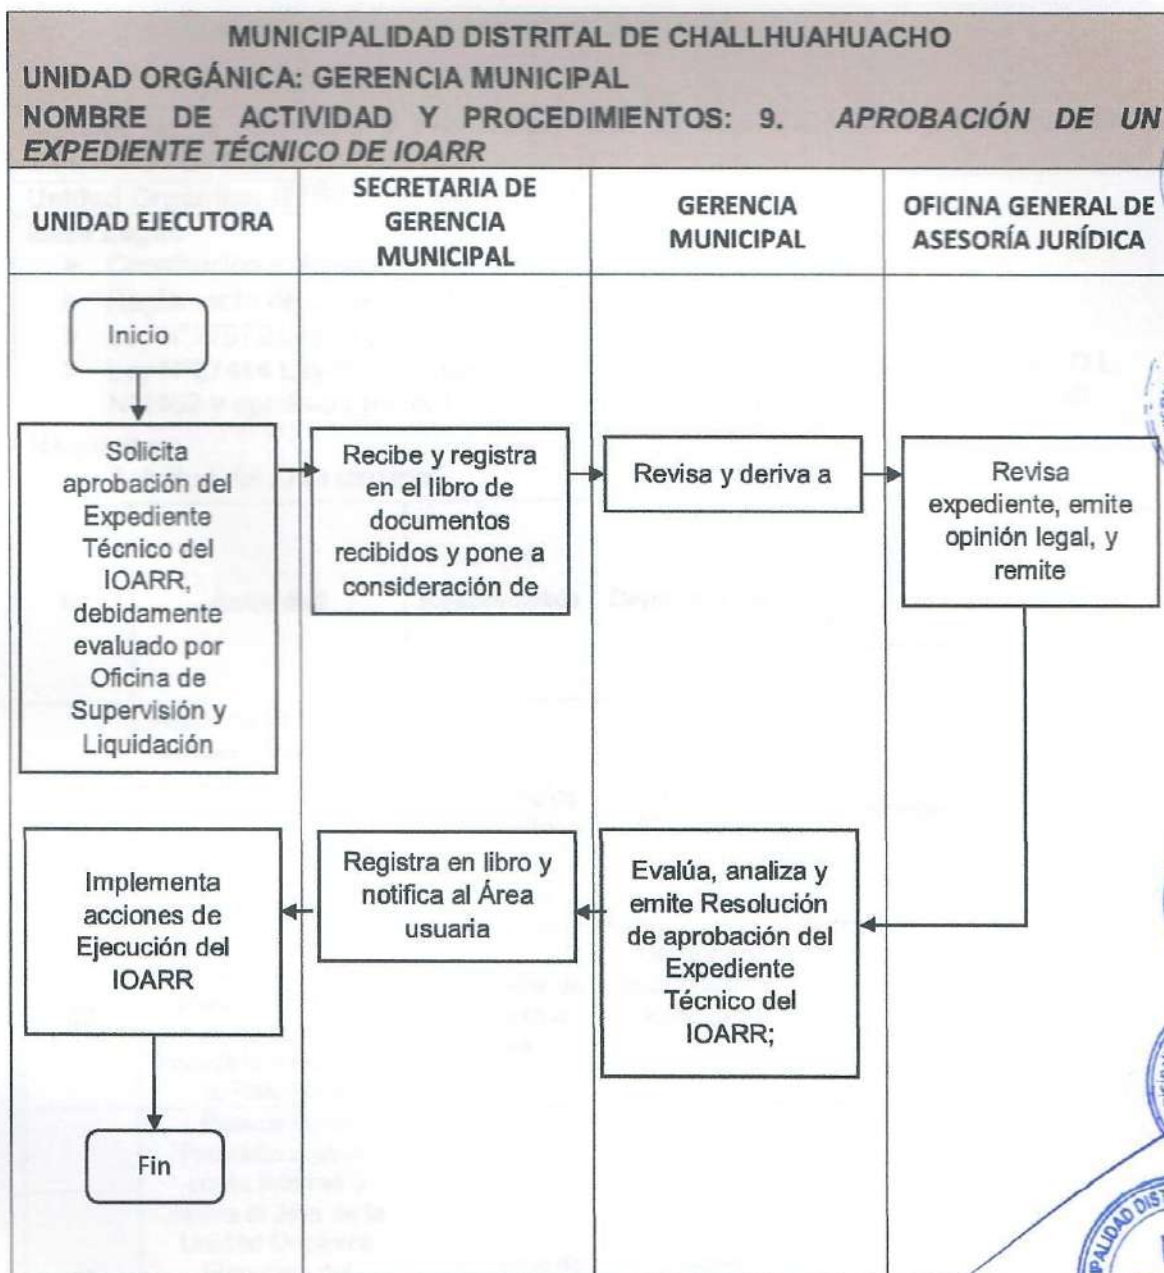 MUNICIPALIDAD DISTRITAL DE CHALLHUAHUACHO
UNIDAD ORGÁNICA: GERENCIA MUNICIPAL
NOMBRE DE ACTIVIDAD Y PROCEDIMIENTOS: 9. APROBACIÓN DE UN
EXPEDIENTE TÉCNICO DE IOARR
UNIDAD EJECUTORA
SECRETARIA DE
GERENCIA
MUNICIPAL
GERENCIA
MUNICIPAL
OFICINA GENERAL DE
ASESORÍA JURÍDICA
Inicio
Solicita
aprobación del
Expediente
Técnico del
IOARR,
debidamente
evaluado por
Oficina de
Supervisión y
Liquidación
Recibe y registra
en el libro de
documentos
recibidos y pone a
consideración de
Revisa y deriva a
Revisa
expediente, emite
opinión legal, y
remite
Evalúa, analiza y
emite Resolución
de aprobación del
Expediente
Técnico del
IOARR;
Registra en libro y
notifica al Área
usuaria
Implementa
acciones de
Ejecución del
IOARR
Fin